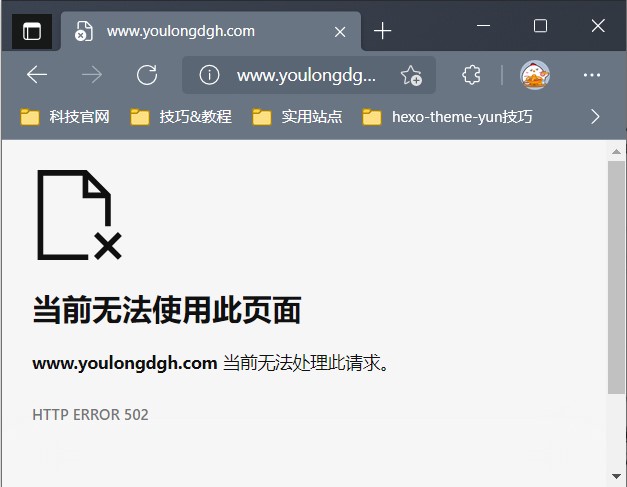 www.youlongdgh.com
www.youlongdg...
科技官网
技巧&教程
实用站点
hexo-theme-yun技巧
当前无法使用此页面
www.youlongdgh.com 当前无法处理此请求。
HTTP ERROR 502